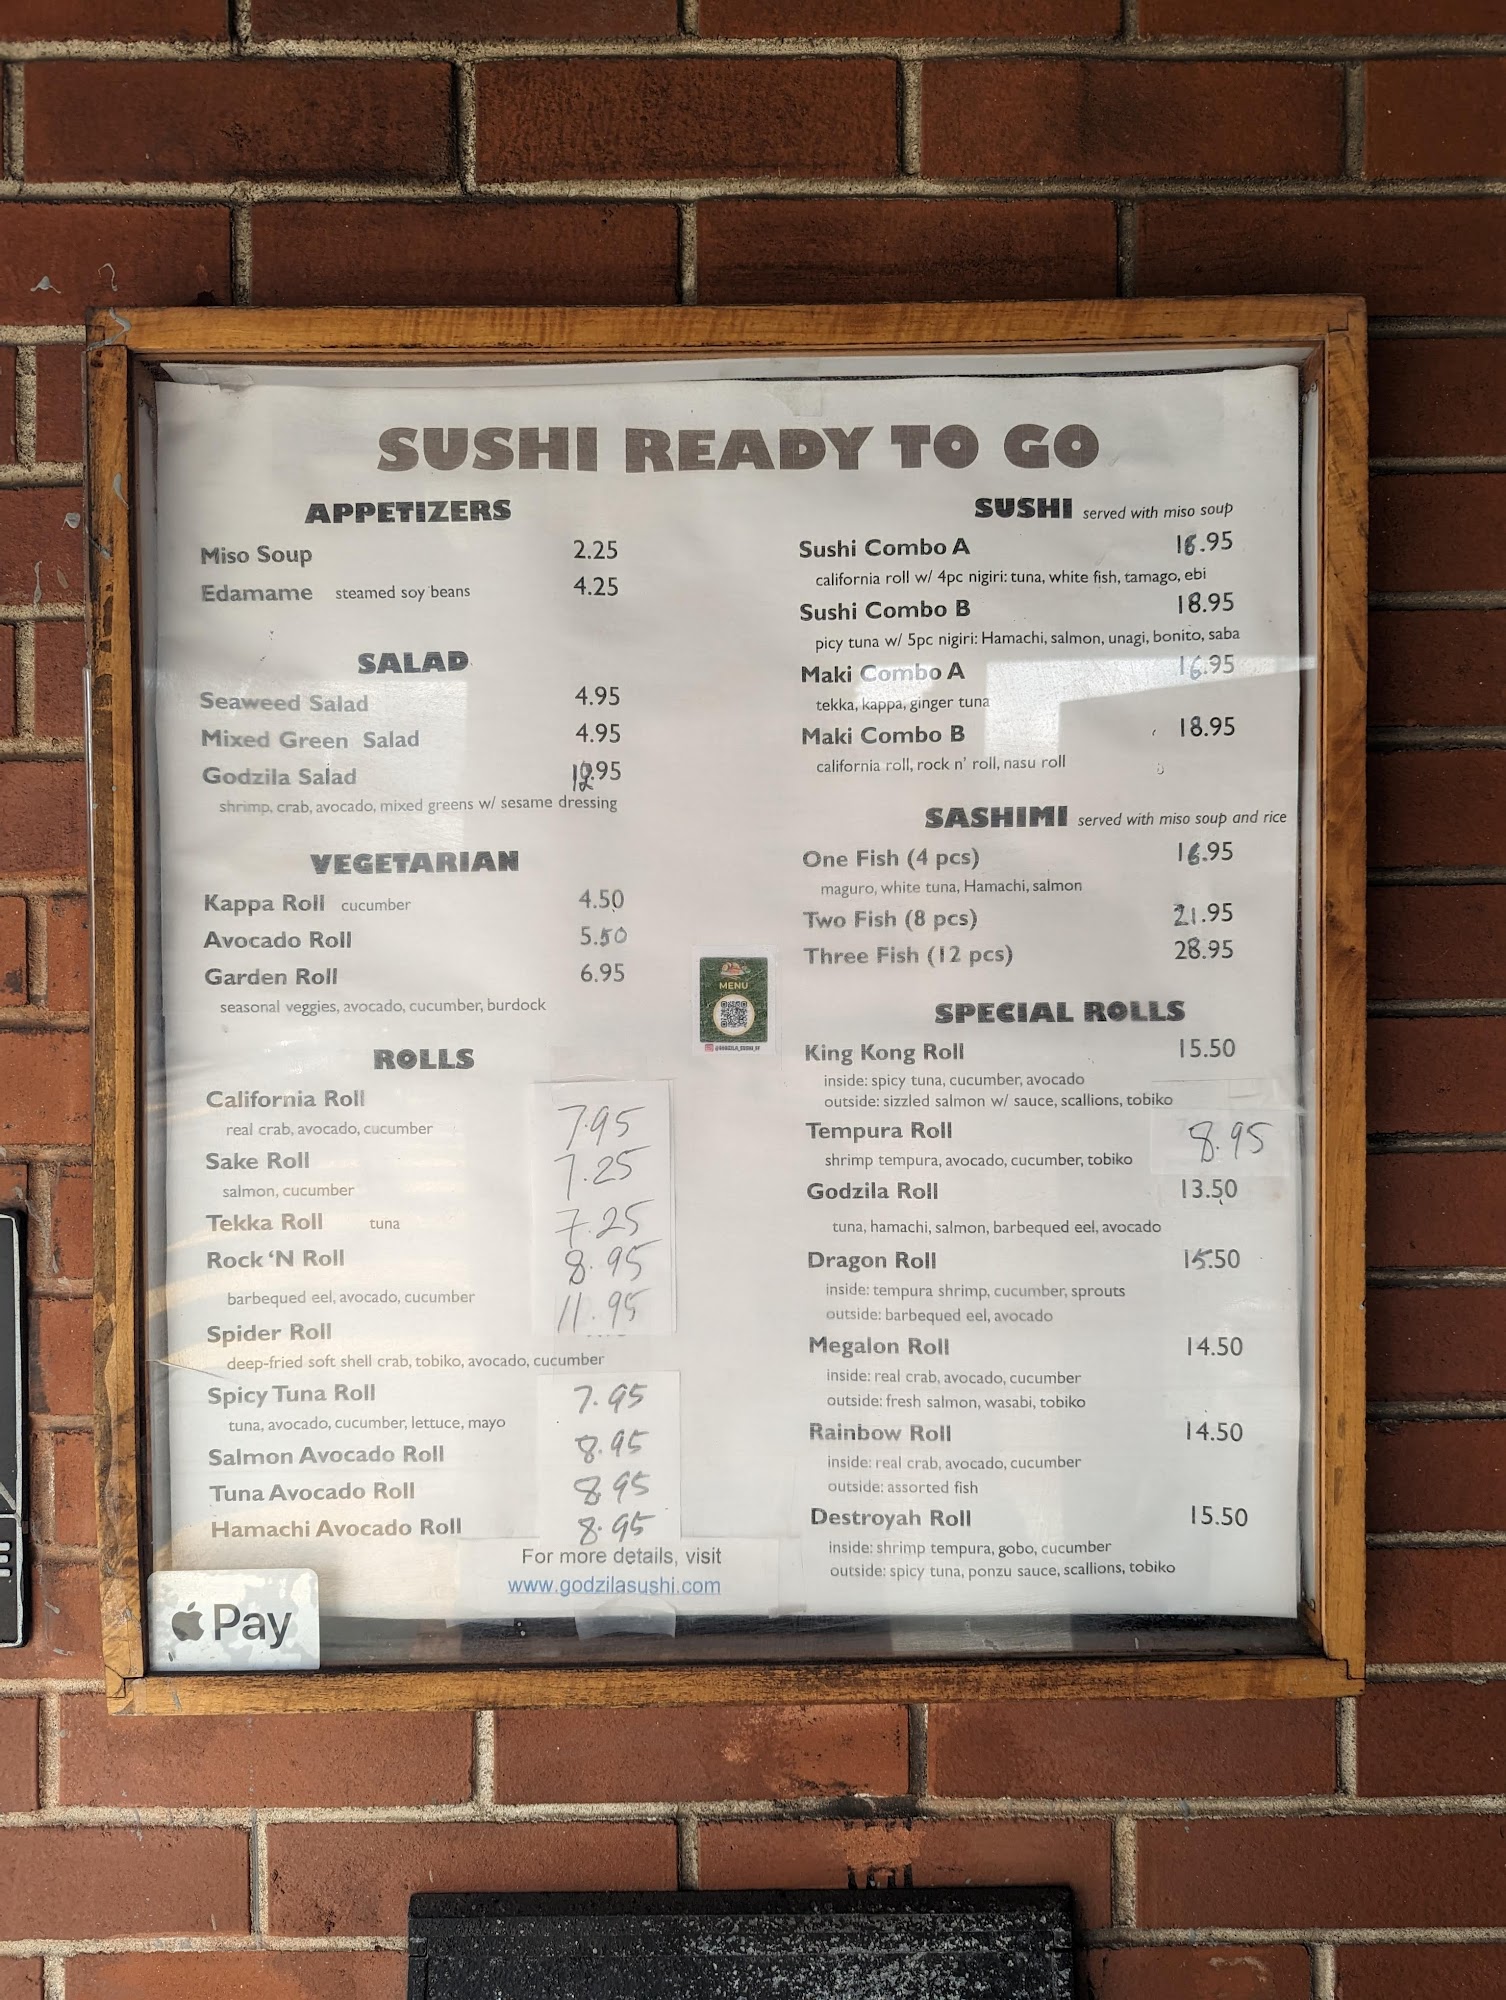 SUSHI READY TO GO
APPETIZERS
Miso Soup 2.25
Edamame steamed soy beans 4.25
SALAD
Seaweed Salad 4.95
Mixed Green Salad 4.95
Godzila Salad 12.95
shrimp, crab, avocado, mixed greens w/ sesame dressing
VEGETARIAN
Kappa Roll cucumber 4.50
Avocado Roll 5.50
Garden Roll 6.95
seasonal veggies, avocado, cucumber, burdock
ROLLS
California Roll 7.95
real crab, avocado, cucumber
Sake Roll 7.25
salmon, cucumber
Tekka Roll tuna 7.25
Rock 'N Roll 8.95
barbequed eel, avocado, cucumber
Spider Roll 11.95
deep-fried soft shell crab, tobiko, avocado, cucumber
Spicy Tuna Roll 7.95
tuna, avocado, cucumber, lettuce, mayo
Salmon Avocado Roll 8.95
Tuna Avocado Roll 8.95
Hamachi Avocado Roll 8.95
For more details, visit
www.godzilasushi.com
Pay
MENU
SUSHI served with miso soup
Sushi Combo A 16.95
california roll w/ 4pc nigiri: tuna, white fish, tamago, ebi
Sushi Combo B 18.95
picy tuna w/ 5pc nigiri: Hamachi, salmon, unagi, bonito, saba
Maki Combo A 16.95
tekka, kappa, ginger tuna
Maki Combo B 18.95
california roll, rock n' roll, nasu roll
SASHIMI served with miso soup and rice
One Fish (4 pcs) 16.95
maguro, white tuna, Hamachi, salmon
Two Fish (8 pcs) 21.95
Three Fish (12 pcs) 28.95
SPECIAL ROLLS
King Kong Roll 15.50
inside: spicy tuna, cucumber, avocado
outside: sizzled salmon w/ sauce, scallions, tobiko
Tempura Roll 8.95
shrimp tempura, avocado, cucumber, tobiko
Godzila Roll 13.50
tuna, hamachi, salmon, barbequed eel, avocado
Dragon Roll 15.50
inside: tempura shrimp, cucumber, sprouts
outside: barbequed eel, avocado
Megalon Roll 14.50
inside: real crab, avocado, cucumber
outside: fresh salmon, wasabi, tobiko
Rainbow Roll 14.50
inside: real crab, avocado, cucumber
outside: assorted fish
Destroyah Roll 15.50
inside: shrimp tempura, gobo, cucumber
outside: spicy tuna, ponzu sauce, scallions, tobiko